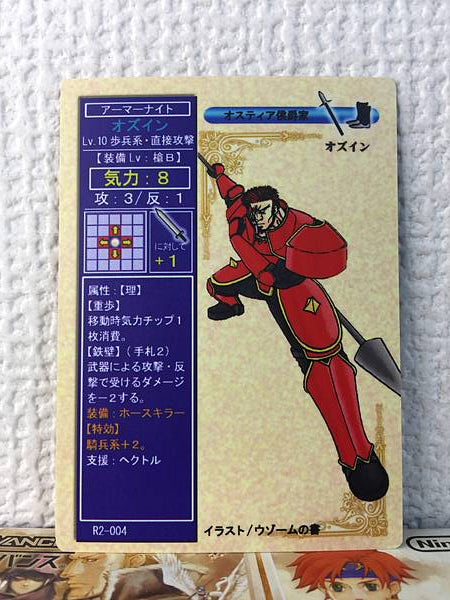 アーマーナイト
オズイン
Lv.10 歩兵系・直接攻撃
【装備Lv：槍B】
気力：8
攻：3/反：1
に対して
+1
属性：【理】
【重歩】
移動時気力チップ1
枚消費。
【鉄壁】（手札2）
武器による攻撃・反
撃で受けるダメージ
を−2する。
装備：ホースキラー
【特効】
騎兵系＋2。
支援：ヘクトル
R2-004
オスティア侯爵家
オズイン
イラスト/ウゾームの書
VANC
バンス
Nin